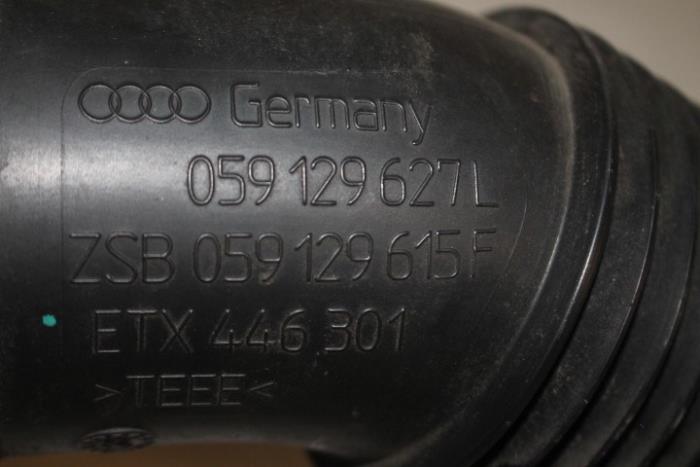 Germany
059 129 627 L
ZSB 059 129 615 F
ETX 446 301
>TEEE<